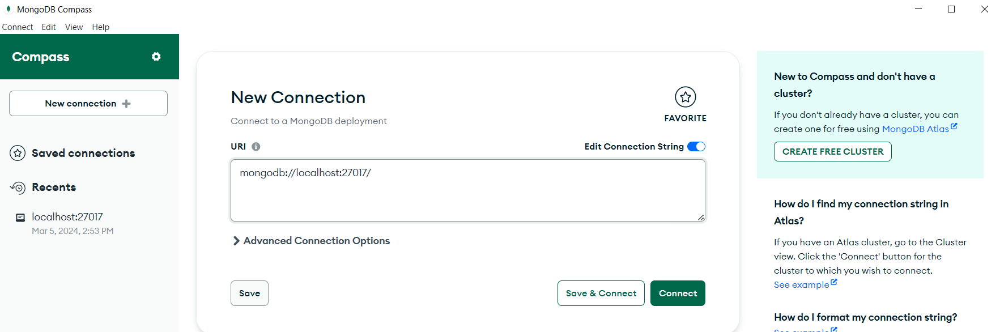 MongoDB Compass
Connect Edit View Help
Compass
New connection
Saved connections
Recents
localhost:27017
Mar 5, 2024, 2:53 PM
New Connection
Connect to a MongoDB deployment
FAVORITE
URI
Edit Connection String
mongodb://localhost:27017/
Advanced Connection Options
Save
Save & Connect
Connect
New to Compass and don't have a
cluster?
If you don't already have a cluster, you can
create one for free using MongoDB Atlas
CREATE FREE CLUSTER
How do I find my connection string in
Atlas?
If you have an Atlas cluster, go to the Cluster
view. Click the 'Connect' button for the
cluster to which you wish to connect.
See example
How do I format my connection string?
See example